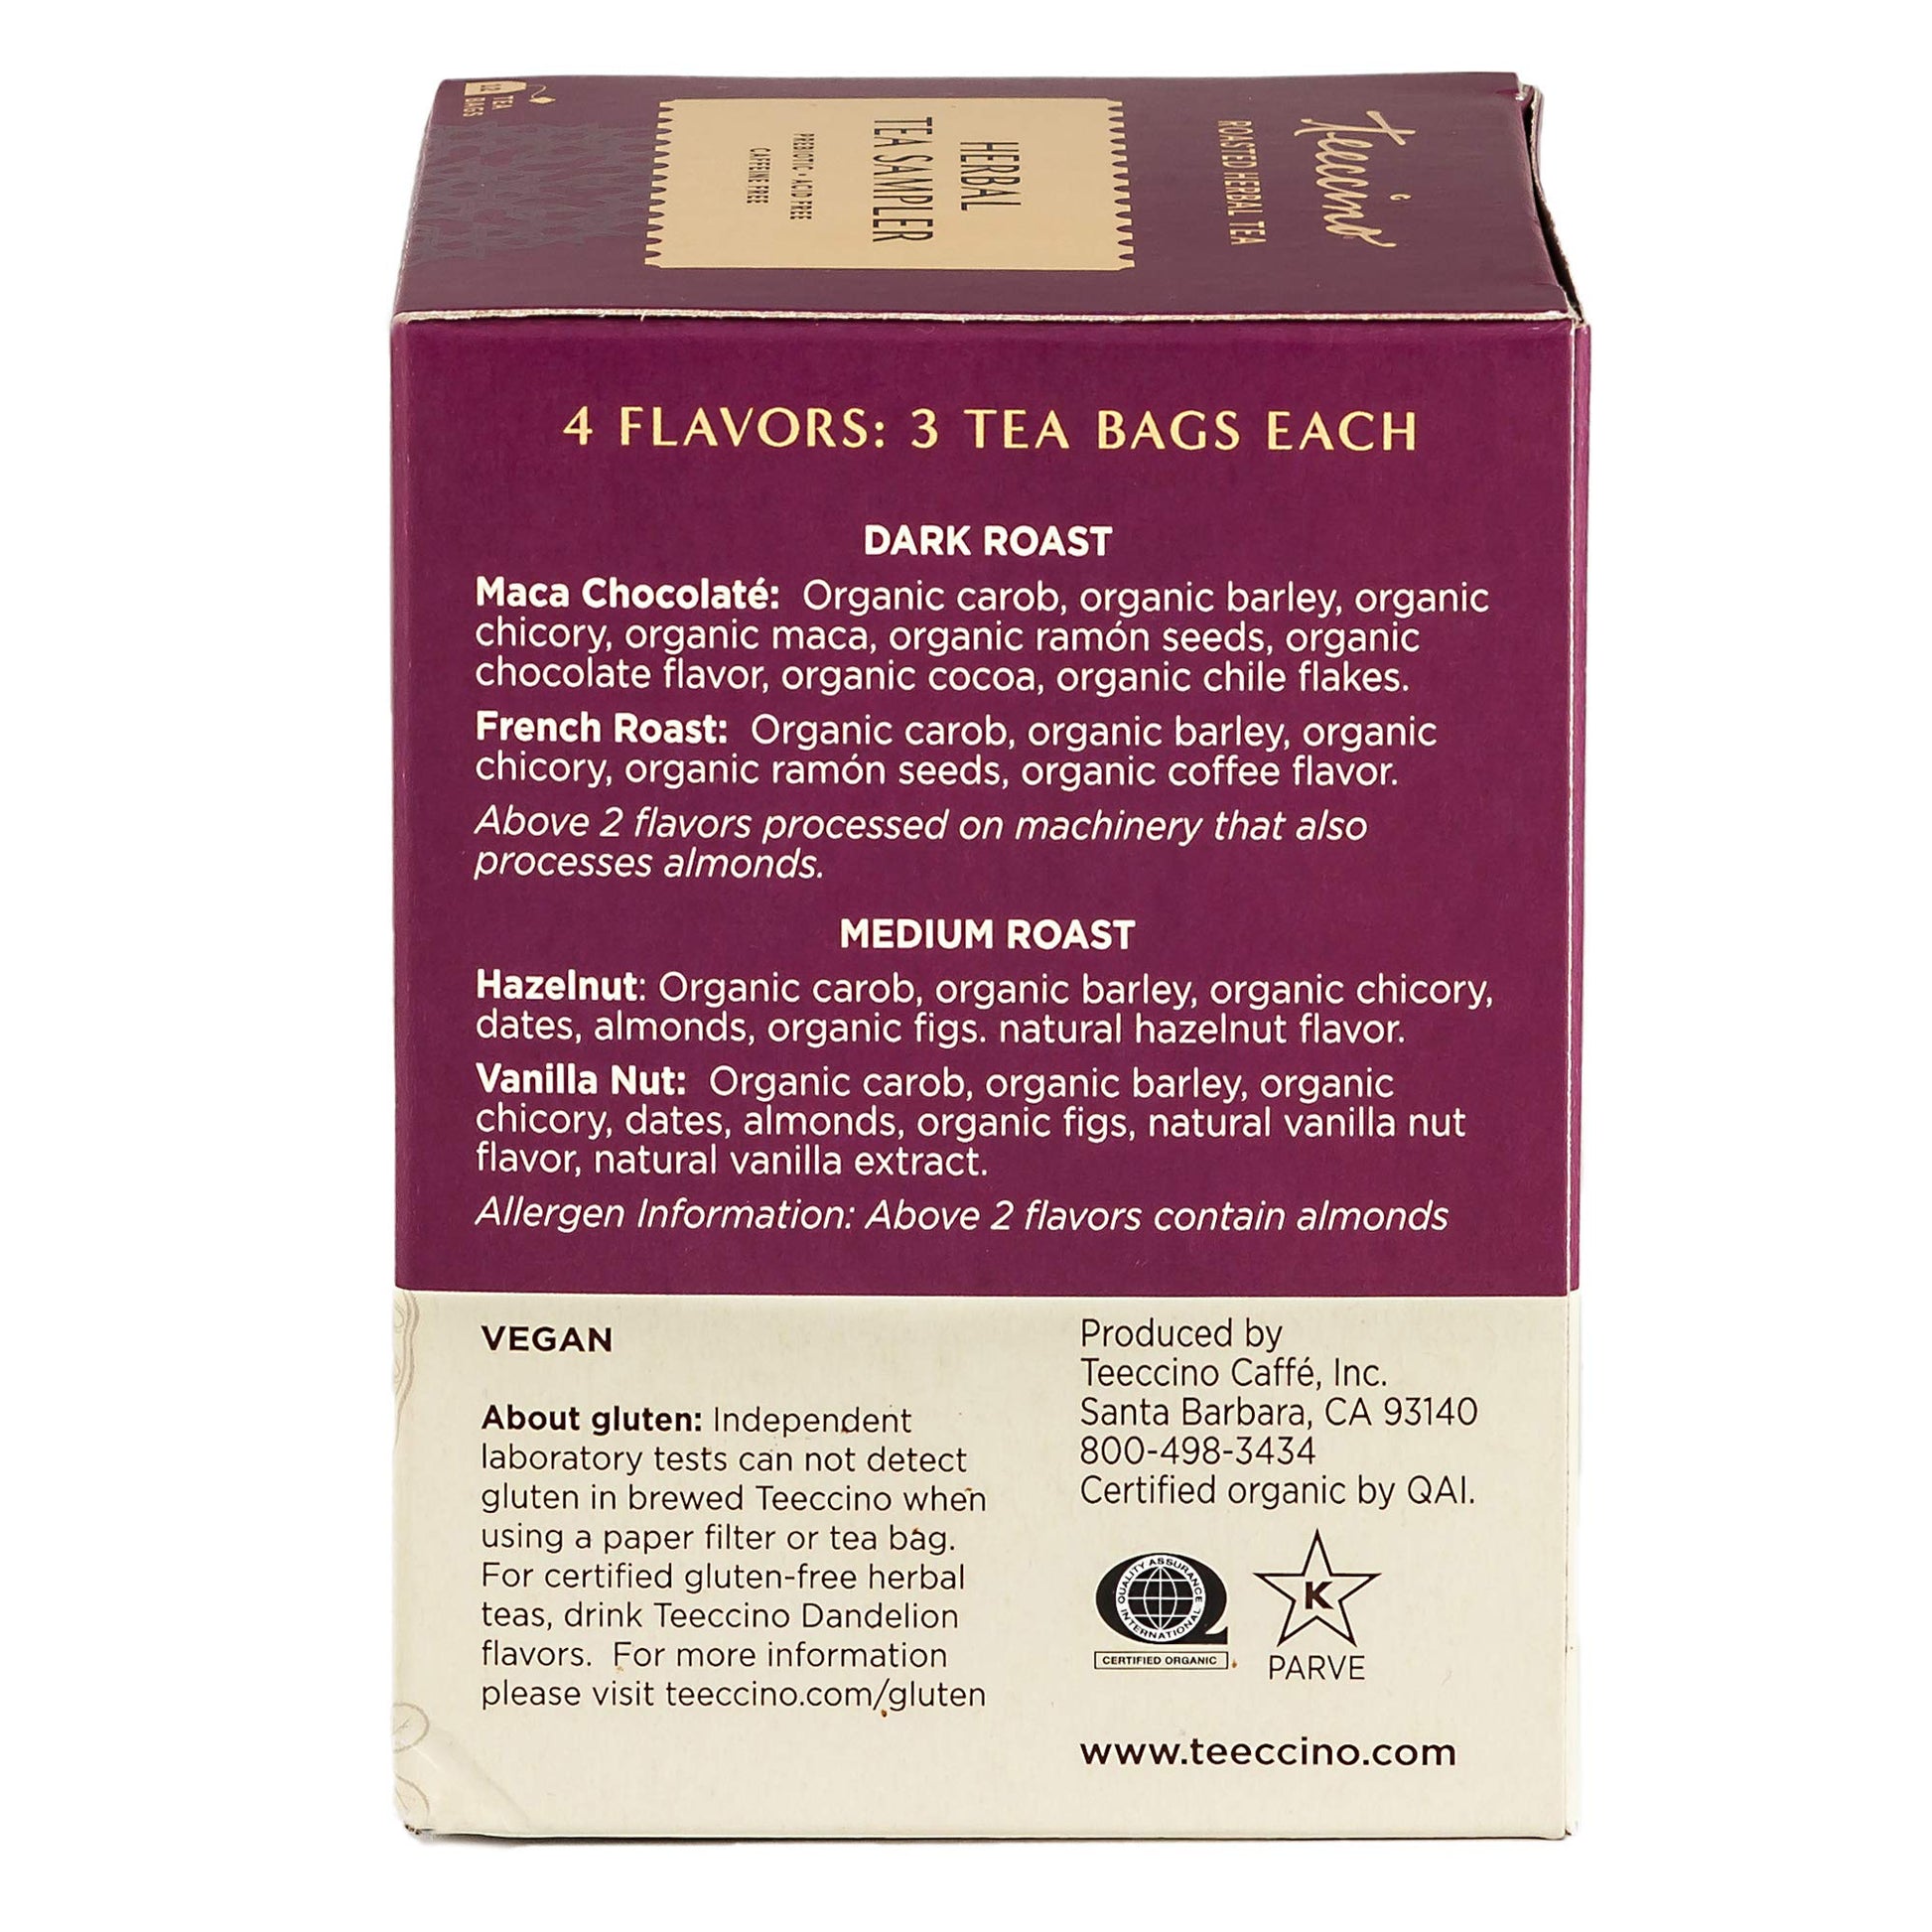 12 TEA
BAGS
HERBAL
TEA SAMPLER
PREBIOTIC • ACID FREE
CAFFEINE FREE
teeccino
ROASTED HERBAL TEA
4 FLAVORS: 3 TEA BAGS EACH
DARK ROAST
Maca Chocolaté: Organic carob, organic barley, organic
chicory, organic maca, organic ramón seeds, organic
chocolate flavor, organic cocoa, organic chile flakes.
French Roast: Organic carob, organic barley, organic
chicory, organic ramón seeds, organic coffee flavor.
Above 2 flavors processed on machinery that also
processes almonds.
MEDIUM ROAST
Hazelnut: Organic carob, organic barley, organic chicory,
dates, almonds, organic figs. natural hazelnut flavor.
Vanilla Nut: Organic carob, organic barley, organic
chicory, dates, almonds, organic figs, natural vanilla nut
flavor, natural vanilla extract.
Allergen Information: Above 2 flavors contain almonds
VEGAN
About gluten: Independent
laboratory tests can not detect
gluten in brewed Teeccino when
using a paper filter or tea bag.
For certified gluten-free herbal
teas, drink Teeccino Dandelion
flavors. For more information
please visit teeccino.com/gluten
Produced by
Teeccino Caffé, Inc.
Santa Barbara, CA 93140
800-498-3434
Certified organic by QAI.
QUALITY ASSURANCE
INTERNATIONAL
CERTIFIED ORGANIC
K
PARVE
www.teeccino.com